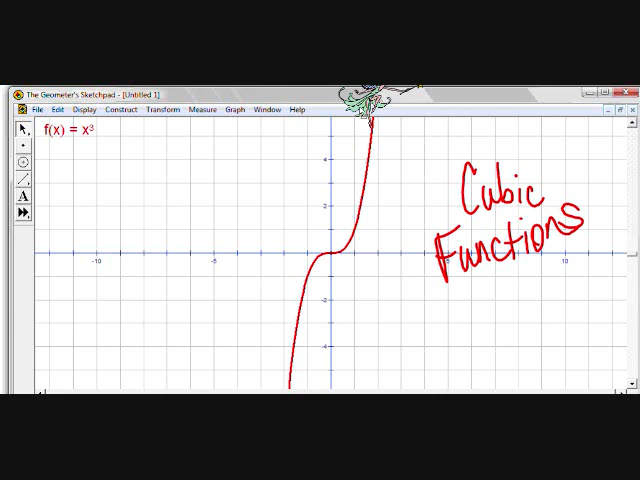 The Geometer's Sketchpad - [Untitled 1]
File Edit Display Construct Transform Measure Graph Window Help
f(x) = x³
Cubic
Functions
4
2
-10 -5 10
-2
-4
A